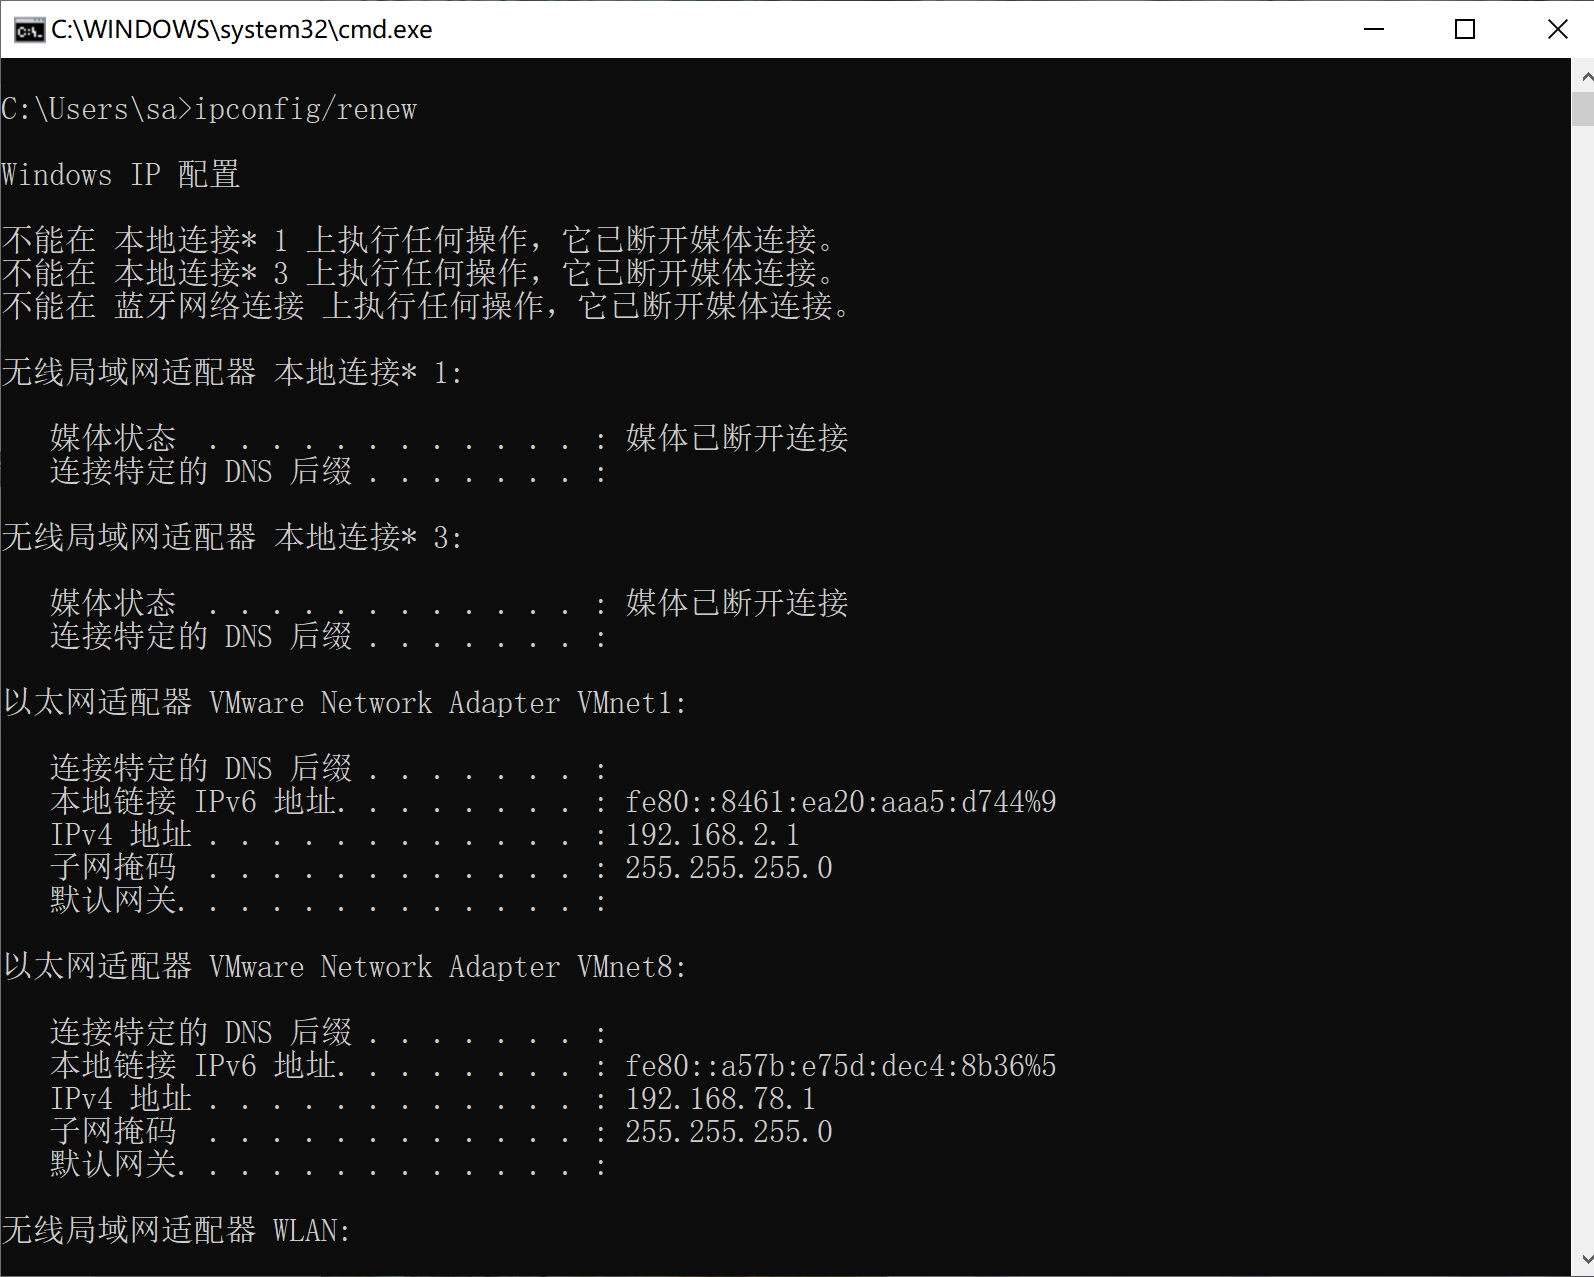 C:\WINDOWS\system32\cmd.exe
C:\Users\sa>ipconfig/renew
Windows IP 配置
不能在 本地连接* 1 上执行任何操作，它已断开媒体连接。
不能在 本地连接* 3 上执行任何操作，它已断开媒体连接。
不能在 蓝牙网络连接 上执行任何操作，它已断开媒体连接。
无线局域网适配器 本地连接* 1:
媒体状态  . . . . . . . . . . . . : 媒体已断开连接
连接特定的 DNS 后缀 . . . . . . . :
无线局域网适配器 本地连接* 3:
媒体状态  . . . . . . . . . . . . : 媒体已断开连接
连接特定的 DNS 后缀 . . . . . . . :
以太网适配器 VMware Network Adapter VMnet1:
连接特定的 DNS 后缀 . . . . . . . :
本地链接 IPv6 地址. . . . . . . . : fe80::8461:ea20:aaa5:d744%9
IPv4 地址 . . . . . . . . . . . . : 192.168.2.1
子网掩码  . . . . . . . . . . . . : 255.255.255.0
默认网关. . . . . . . . . . . . . :
以太网适配器 VMware Network Adapter VMnet8:
连接特定的 DNS 后缀 . . . . . . . :
本地链接 IPv6 地址. . . . . . . . : fe80::a57b:e75d:dec4:8b36%5
IPv4 地址 . . . . . . . . . . . . : 192.168.78.1
子网掩码  . . . . . . . . . . . . : 255.255.255.0
默认网关. . . . . . . . . . . . . :
无线局域网适配器 WLAN: